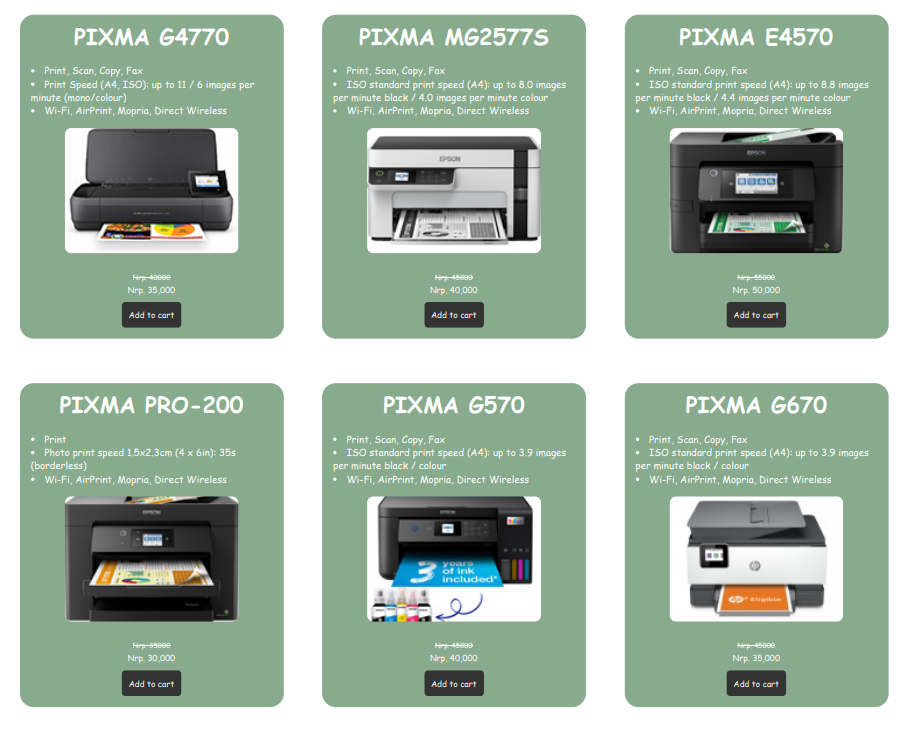 PIXMA G4770
• Print, Scan, Copy, Fax
• Print Speed (A4, ISO): up to 11 / 6 images per
minute (mono/colour)
• Wi-Fi, AirPrint, Mopria, Direct Wireless
Nrp. 40000
Nrp. 35,000
Add to cart
PIXMA MG2577S
• Print, Scan, Copy, Fax
• ISO standard print speed (A4): up to 8.0 images
per minute black / 4.0 images per minute colour
• Wi-Fi, AirPrint, Mopria, Direct Wireless
EPSON
Nrp. 45000
Nrp. 40,000
Add to cart
PIXMA E4570
• Print, Scan, Copy, Fax
• ISO standard print speed (A4): up to 8.8 images
per minute black / 4.4 images per minute colour
• Wi-Fi, AirPrint, Mopria, Direct Wireless
EPSON
Nrp. 55000
Nrp. 50,000
Add to cart
PIXMA PRO-200
• Print
• Photo print speed 1.5x2.3cm (4 x 6in): 35s
(borderless)
• Wi-Fi, AirPrint, Mopria, Direct Wireless
EPSON
Nrp. 35000
Nrp. 30,000
Add to cart
PIXMA G570
• Print, Scan, Copy, Fax
• ISO standard print speed (A4): up to 3.9 images
per minute black / colour
• Wi-Fi, AirPrint, Mopria, Direct Wireless
EPSON
3 years
of ink
included*
Nrp. 45000
Nrp. 40,000
Add to cart
PIXMA G670
• Print, Scan, Copy, Fax
• ISO standard print speed (A4): up to 3.9 images
per minute black / colour
• Wi-Fi, AirPrint, Mopria, Direct Wireless
hp
Nrp. 45000
Nrp. 35,000
Add to cart